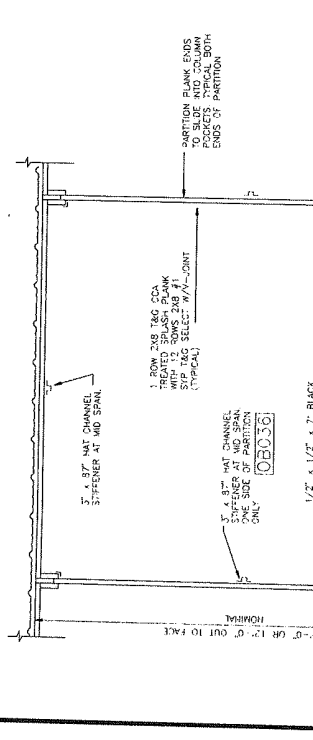 PARTITION PLANK ENDS
TO SLIDE INTO COLUMN
POCKETS. TYPICAL BOTH
ENDS OF PARTITION
1 ROW 2X8 T&G CCA
TREATED SPLASH PLANK
WITH 12 ROWS 2X8 #1
SYP T&G SELECT W/V-JOINT
(TYPICAL)
3" x 87" HAT CHANNEL
STIFFENER AT MID SPAN.
3" x 87" HAT CHANNEL
STIFFENER AT MID SPAN
ONE SIDE OF PARTITION
ONLY
OB036
1/2" x 1/2" x 7' BLACK
'-0" OR 12'-0" OUT TO FACE
NOMINAL